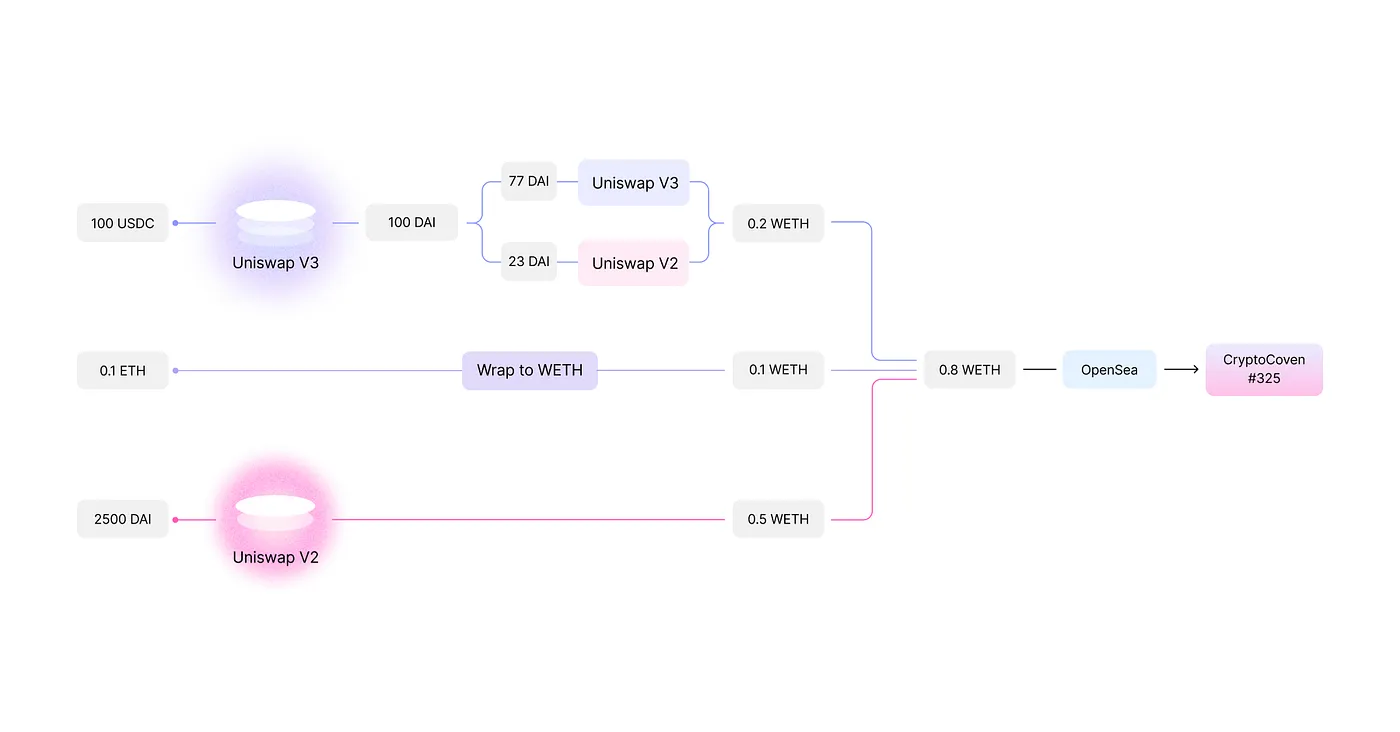 100 USDC
Uniswap V3
100 DAI
77 DAI
Uniswap V3
23 DAI
Uniswap V2
0.2 WETH
0.1 ETH
Wrap to WETH
0.1 WETH
0.8 WETH
OpenSea
CryptoCoven
#325
2500 DAI
Uniswap V2
0.5 WETH